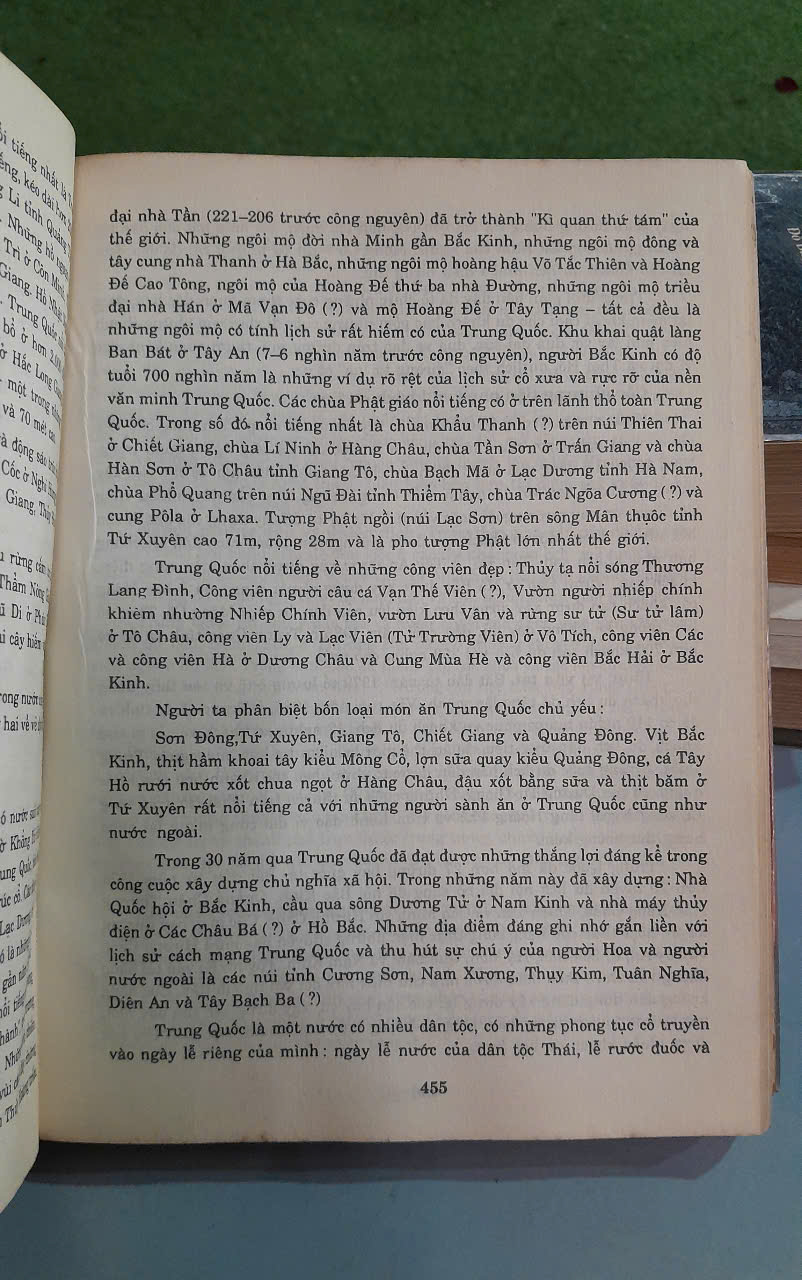 đại nhà Tần (221–206 trước công nguyên) đã trở thành "Kì quan thứ tám" của
thế giới. Những ngôi mộ đời nhà Minh gần Bắc Kinh, những ngôi mộ đông và
tây cung nhà Thanh ở Hà Bắc, những ngôi mộ hoàng hậu Võ Tắc Thiên và Hoàng
Đế Cao Tông, ngôi mộ của Hoàng Đế thứ ba nhà Đường, những ngôi mộ triều
đại nhà Hán ở Mã Vạn Đô (?) và mộ Hoàng Đế ở Tây Tạng – tất cả đều là
những ngôi mộ có tính lịch sử rất hiếm có của Trung Quốc. Khu khai quật làng
Ban Bát ở Tây An (7–6 nghìn năm trước công nguyên), người Bắc Kinh có độ
tuổi 700 nghìn năm là những ví dụ rõ rệt của lịch sử cổ xưa và rực rỡ của nền
văn minh Trung Quốc. Các chùa Phật giáo nổi tiếng có ở trên lãnh thổ toàn Trung
Quốc. Trong số đó nổi tiếng nhất là chùa Khẩu Thanh (?) trên núi Thiên Thai
ở Chiết Giang, chùa Lí Ninh ở Hàng Châu, chùa Tần Sơn ở Trấn Giang và chùa
Hàn Sơn ở Tô Châu tỉnh Giang Tô, chùa Bạch Mã ở Lạc Dương tỉnh Hà Nam,
chùa Phổ Quang trên núi Ngũ Đài tỉnh Thiểm Tây, chùa Trác Ngõa Cương (?) và
cung Pôla ở Lhaxa. Tượng Phật ngồi (núi Lạc Sơn) trên sông Mân thuộc tỉnh
Tứ Xuyên cao 71m, rộng 28m và là pho tượng Phật lớn nhất thế giới.
Trung Quốc nổi tiếng về những công viên đẹp : Thủy tạ nổi sóng Thương
Lang Đình, Công viên người câu cá Vạn Thế Viên (?), Vườn người nhiếp chính
khiêm nhường Nhiếp Chính Viên, vườn Lưu Vân và rừng sư tử (Sư tử lâm)
ở Tô Châu, công viên Ly và Lạc Viên (Tử Trường Viên) ở Vô Tích, công viên Các
và công viên Hà ở Dương Châu và Cung Mùa Hè và công viên Bắc Hải ở Bắc
Kinh.
Người ta phân biệt bốn loại món ăn Trung Quốc chủ yếu :
Sơn Đông,Tứ Xuyên, Giang Tô, Chiết Giang và Quảng Đông. Vịt Bắc
Kinh, thịt hầm khoai tây kiểu Mông Cổ, lợn sữa quay kiểu Quảng Đông, cá Tây
Hồ rưới nước xốt chua ngọt ở Hàng Châu, đậu xốt bằng sữa và thịt băm ở
Tứ Xuyên rất nổi tiếng cả với những người sành ăn ở Trung Quốc cũng như
nước ngoài.
Trong 30 năm qua Trung Quốc đã đạt được những thắng lợi đáng kể trong
công cuộc xây dựng chủ nghĩa xã hội. Trong những năm này đã xây dựng : Nhà
Quốc hội ở Bắc Kinh, cầu qua sông Dương Tử ở Nam Kinh và nhà máy thủy
điện ở Các Châu Bá (?) ở Hồ Bắc. Những địa điểm đáng ghi nhớ gắn liền với
lịch sử cách mạng Trung Quốc và thu hút sự chú ý của người Hoa và người
nước ngoài là các núi tỉnh Cương Sơn, Nam Xương, Thụy Kim, Tuân Nghĩa,
Diên An và Tây Bạch Ba (?)
Trung Quốc là một nước có nhiều dân tộc, có những phong tục cổ truyền
vào ngày lễ riêng của mình : ngày lễ nước của dân tộc Thái, lễ rước đuốc và
455